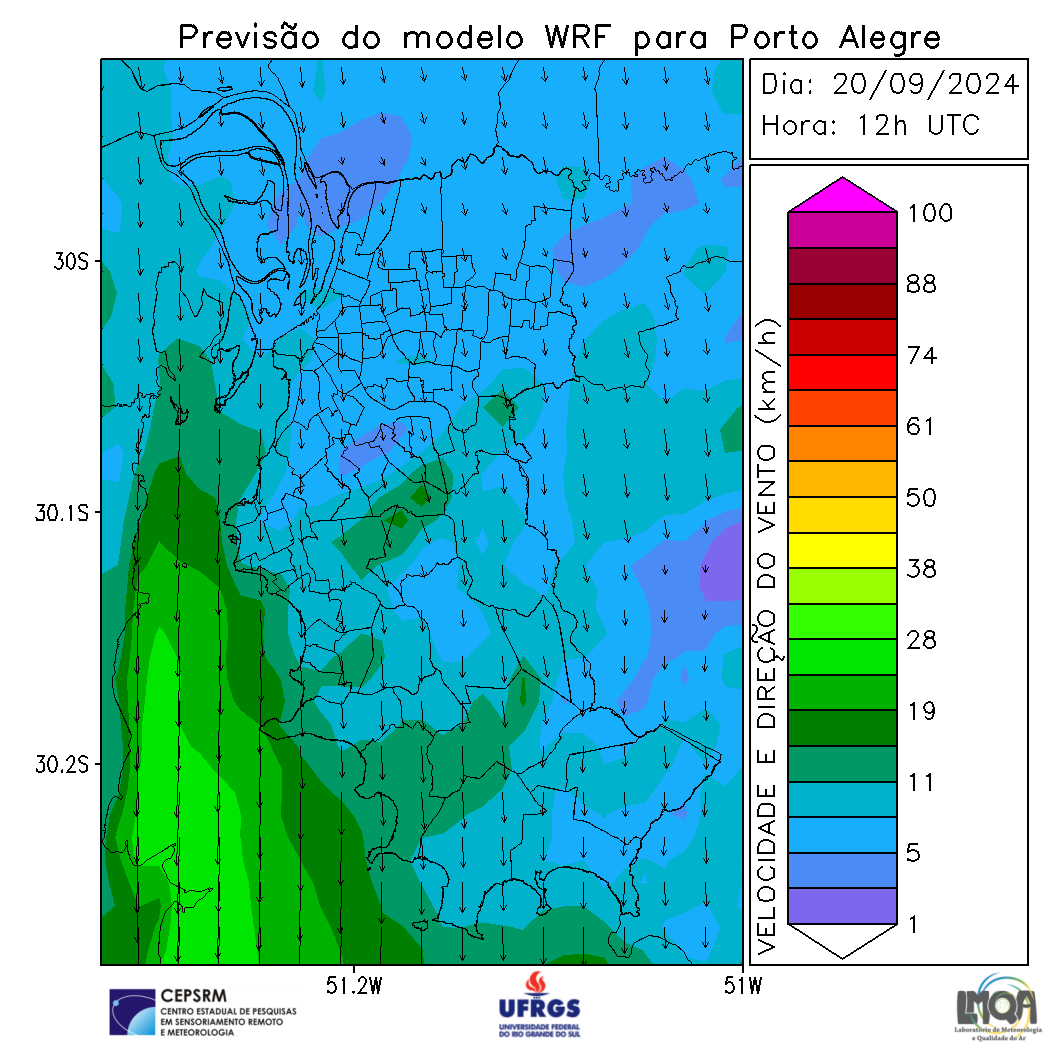 Previsão do modelo WRF para Porto Alegre
Dia: 20/09/2024
Hora: 12h UTC
30S
30.1S
30.2S
51.2W
51W
VELOCIDADE E DIREÇÃO DO VENTO (km/h)
100
88
74
61
50
38
28
19
11
5
1
CEPSRM
CENTRO ESTADUAL DE PESQUISAS
EM SENSORIAMENTO REMOTO
E METEOROLOGIA
UFRGS
UNIVERSIDADE FEDERAL
DO RIO GRANDE DO SUL
LMQA
Laboratório de Meteorologia
e Qualidade do Ar